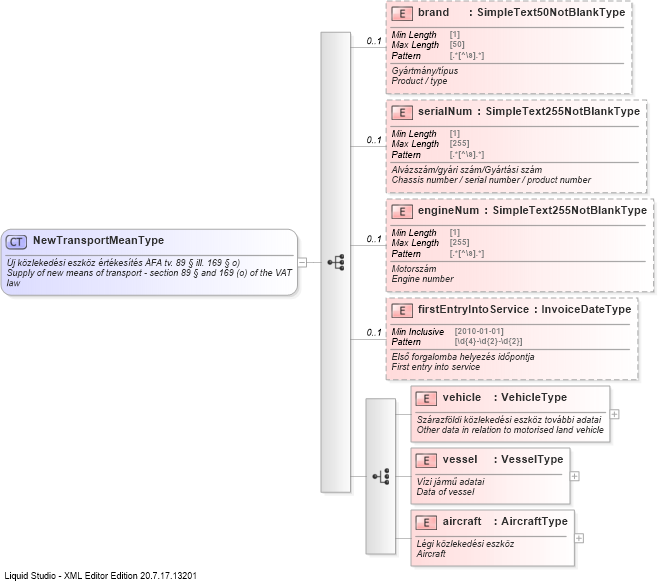 E brand : SimpleText50NotBlankType
0..1
Min Length [1]
Max Length [50]
Pattern [.*[^\s].*]
Gyártmány/típus
Product / type
E serialNum : SimpleText255NotBlankType
0..1
Min Length [1]
Max Length [255]
Pattern [.*[^\s].*]
Alvázszám/gyári szám/Gyártási szám
Chassis number / serial number / product number
E engineNum : SimpleText255NotBlankType
0..1
Min Length [1]
Max Length [255]
Pattern [.*[^\s].*]
Motorszám
Engine number
CT NewTransportMeanType
Új közlekedési eszköz értékesítés ÁFA tv. 89 § ill. 169 § o)
Supply of new means of transport - section 89 § and 169 (o) of the VAT
law
E firstEntryIntoService : InvoiceDateType
0..1
Min Inclusive [2010-01-01]
Pattern [\d{4}-\d{2}-\d{2}]
Első forgalomba helyezés időpontja
First entry into service
E vehicle : VehicleType
Szárazföldi közlekedési eszköz további adatai
Other data in relation to motorised land vehicle
E vessel : VesselType
Vízi jármű adatai
Data of vessel
E aircraft : AircraftType
Légi közlekedési eszköz
Aircraft
Liquid Studio - XML Editor Edition 20.7.17.13201